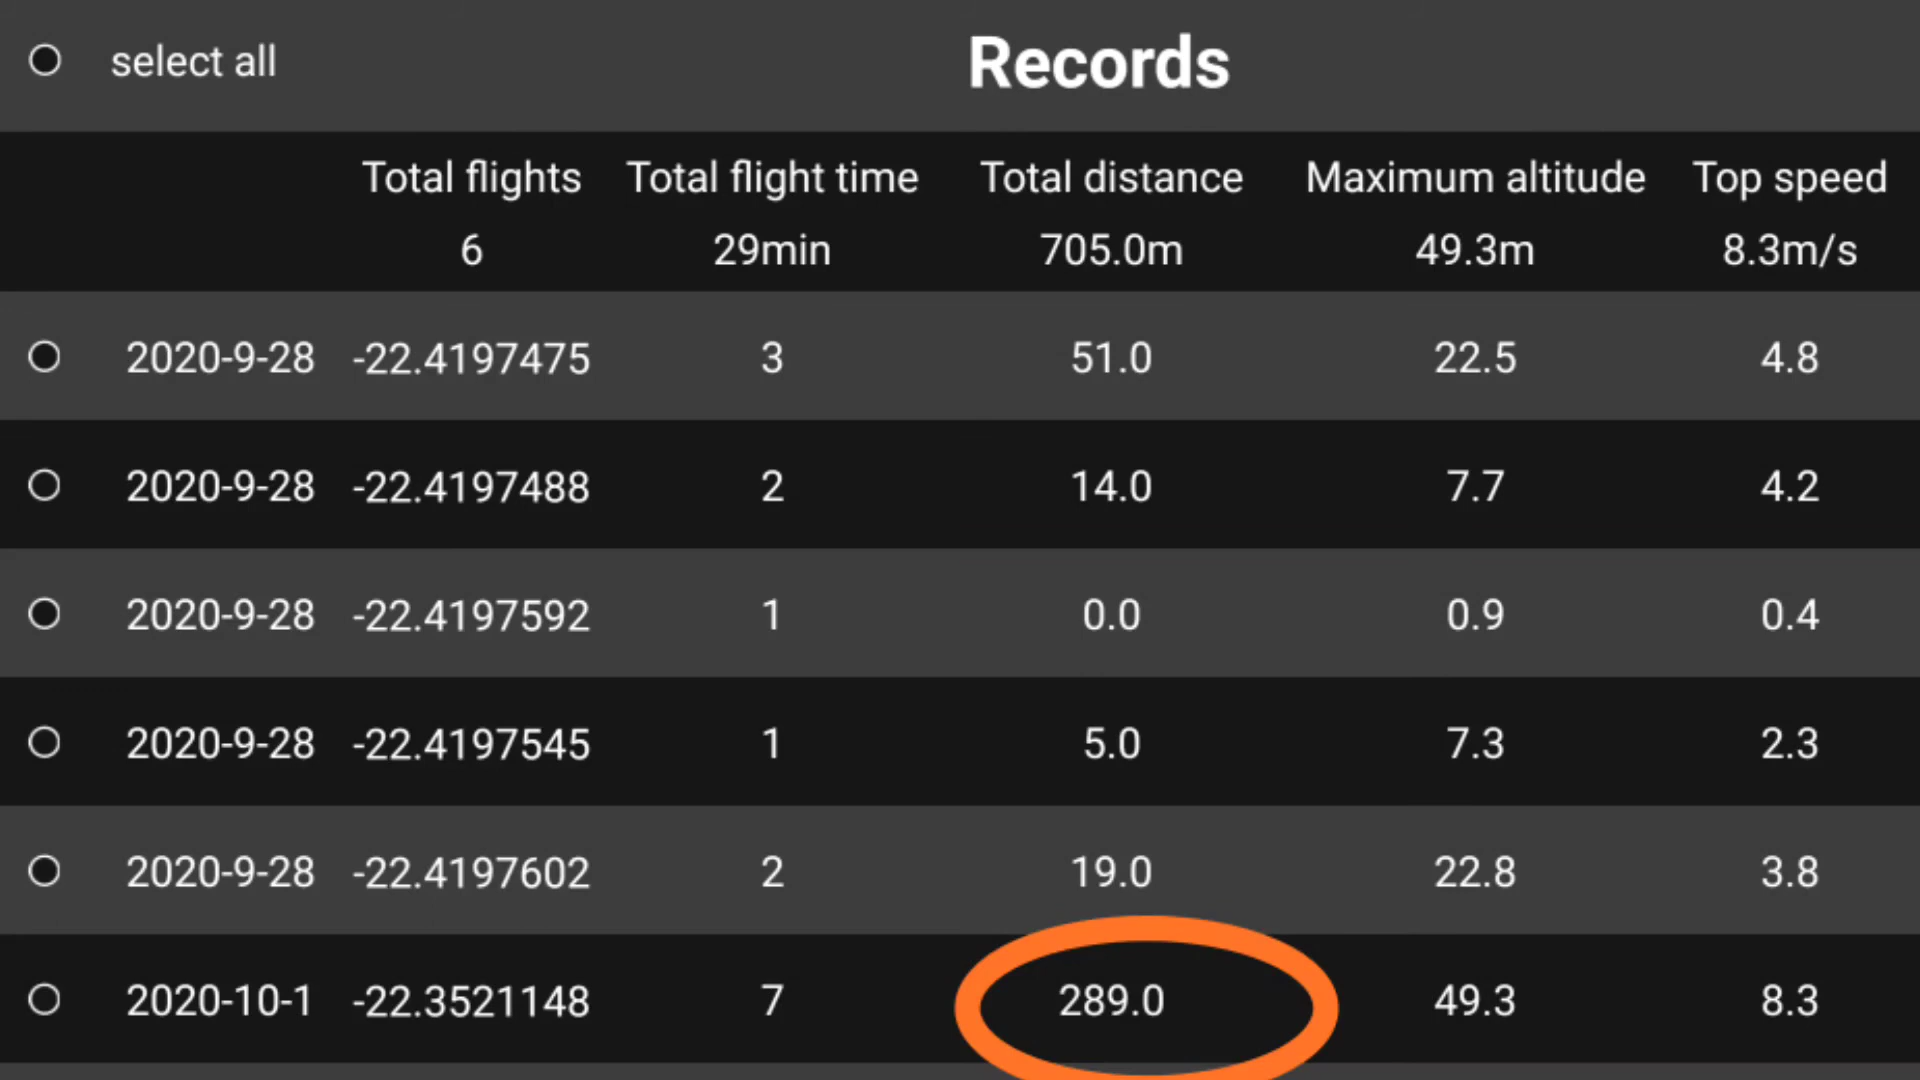 select all Records
Total flights Total flight time Total distance Maximum altitude Top speed
6 29min 705.0m 49.3m 8.3m/s
2020-9-28 -22.4197475 3 51.0 22.5 4.8
2020-9-28 -22.4197488 2 14.0 7.7 4.2
2020-9-28 -22.4197592 1 0.0 0.9 0.4
2020-9-28 -22.4197545 1 5.0 7.3 2.3
2020-9-28 -22.4197602 2 19.0 22.8 3.8
2020-10-1 -22.3521148 7 289.0 49.3 8.3